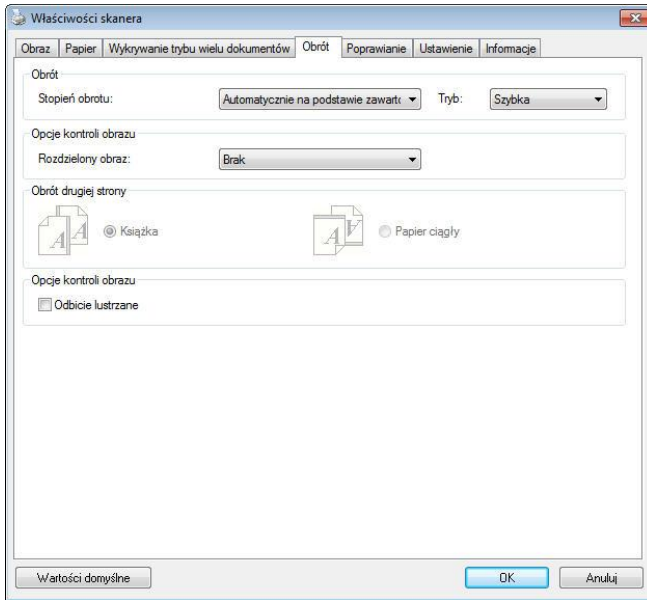 Właściwości skanera
Obraz Papier Wykrywanie trybu wielu dokumentów Obrót Poprawianie Ustawienie Informacje
Obrót
Stopień obrotu: Automatycznie na podstawie zawartc Tryb: Szybka
Opcje kontroli obrazu
Rozdzielony obraz: Brak
Obrót drugiej strony
A A Książka A A Papier ciągły
Opcje kontroli obrazu
Odbicie lustrzane
Wartości domyślne OK Anuluj